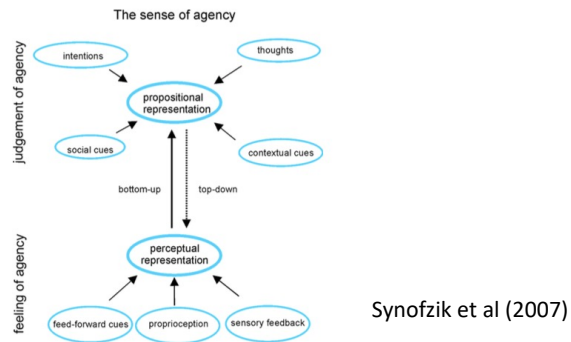 The sense of agency
intentions
thoughts
propositional
representation
judgement of agency
social cues
contextual cues
bottom-up
top-down
perceptual
representation
feeling of agency
feed-forward cues
proprioception
sensory feedback
Synofzik et al (2007)